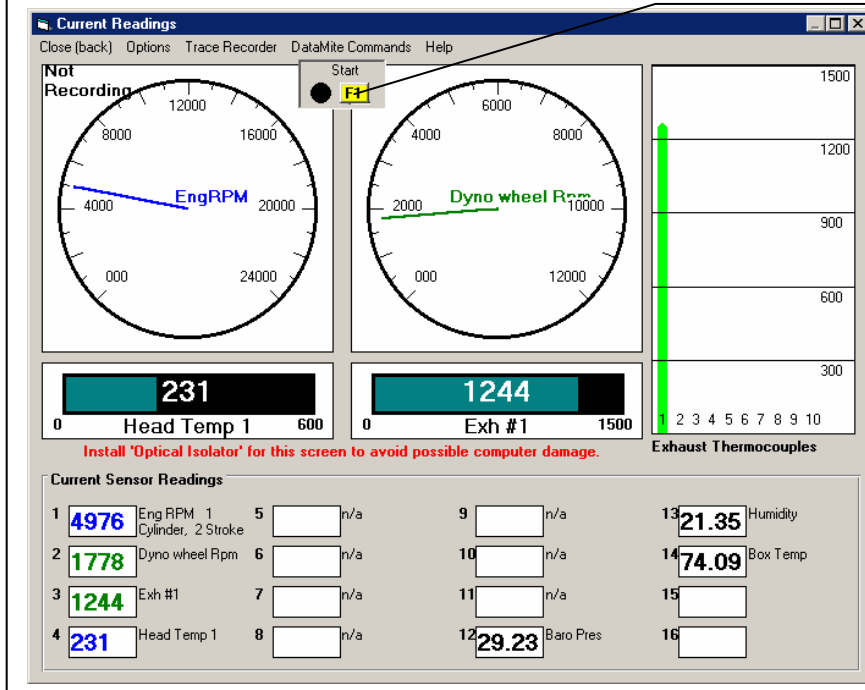 Current Readings
Close (back) Options Trace Recorder DataMite Commands Help
Not
Recording
Start
F1
000
4000
8000
12000
16000
20000
24000
EngRPM
000
2000
4000
6000
8000
10000
12000
Dyno wheel Rpm
1500
1200
900
600
300
1 2 3 4 5 6 7 8 9 10
Exhaust Thermocouples
231
0 Head Temp 1 600
1244
0 Exh #1 1500
Install 'Optical Isolator' for this screen to avoid possible computer damage.
Current Sensor Readings
1 4976 Eng RPM 1
Cylinder, 2 Stroke
2 1778 Dyno wheel Rpm
3 1244 Exh #1
4 231 Head Temp 1
5 n/a
6 n/a
7 n/a
8 n/a
9 n/a
10 n/a
11 n/a
12 29.23 Baro Pres
13 21.35 Humidity
14 74.09 Box Temp
15
16